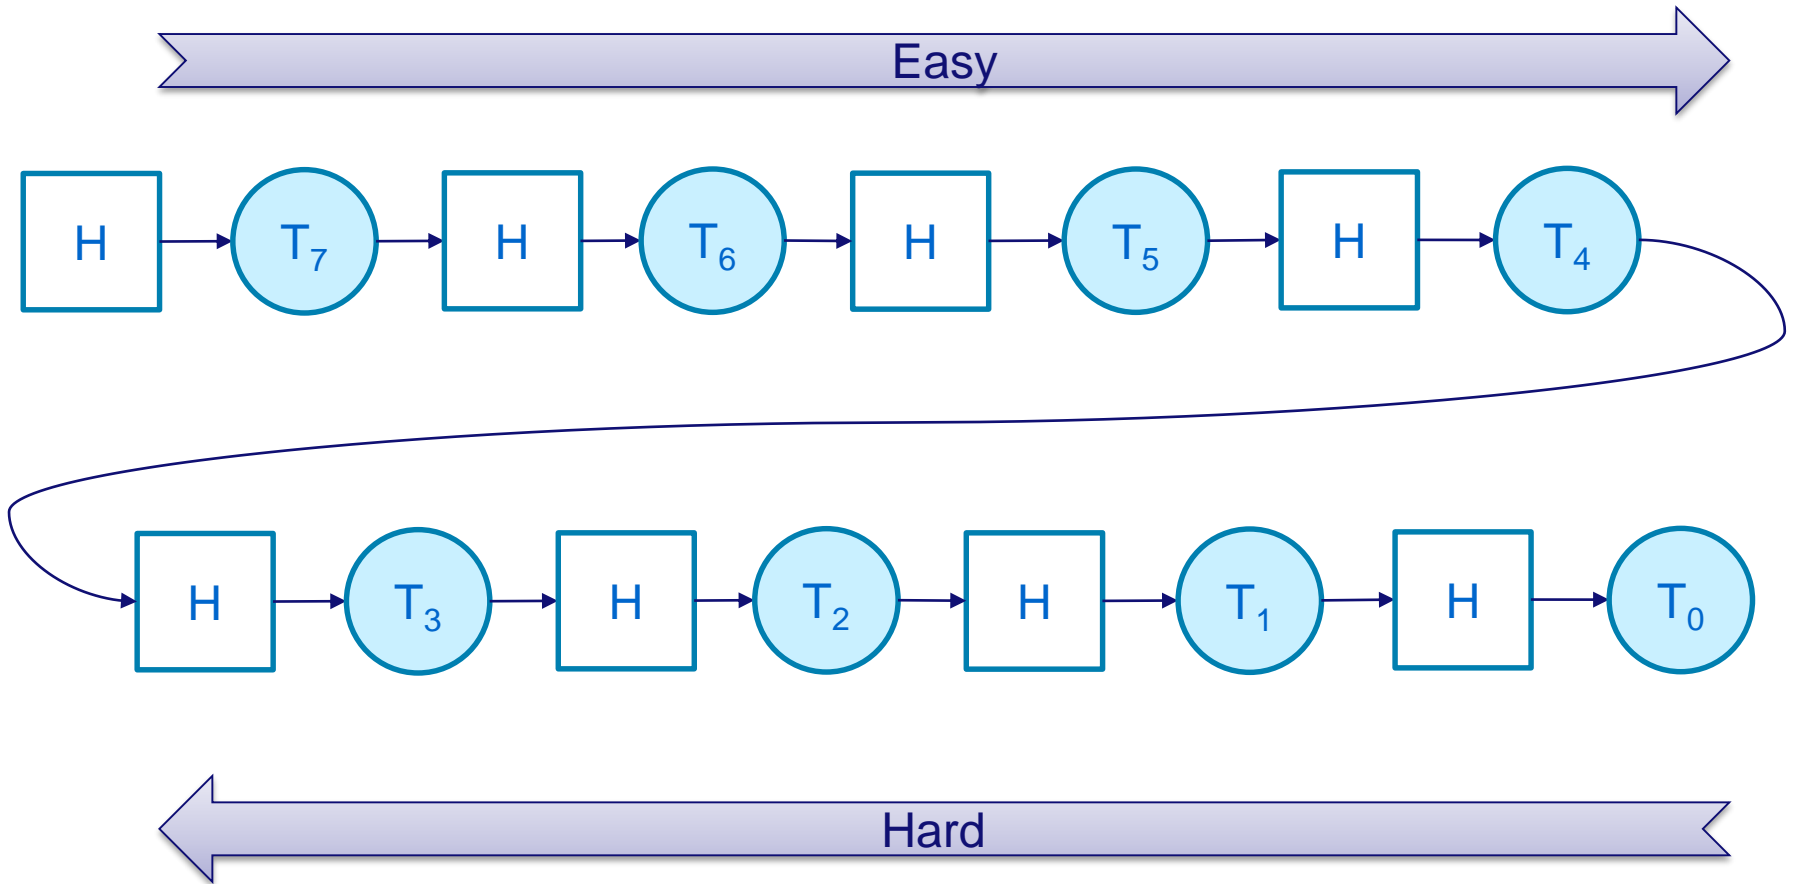 Easy
H T₇ H T₆ H T₅ H T₄
H T₃ H T₂ H T₁ H T₀
Hard